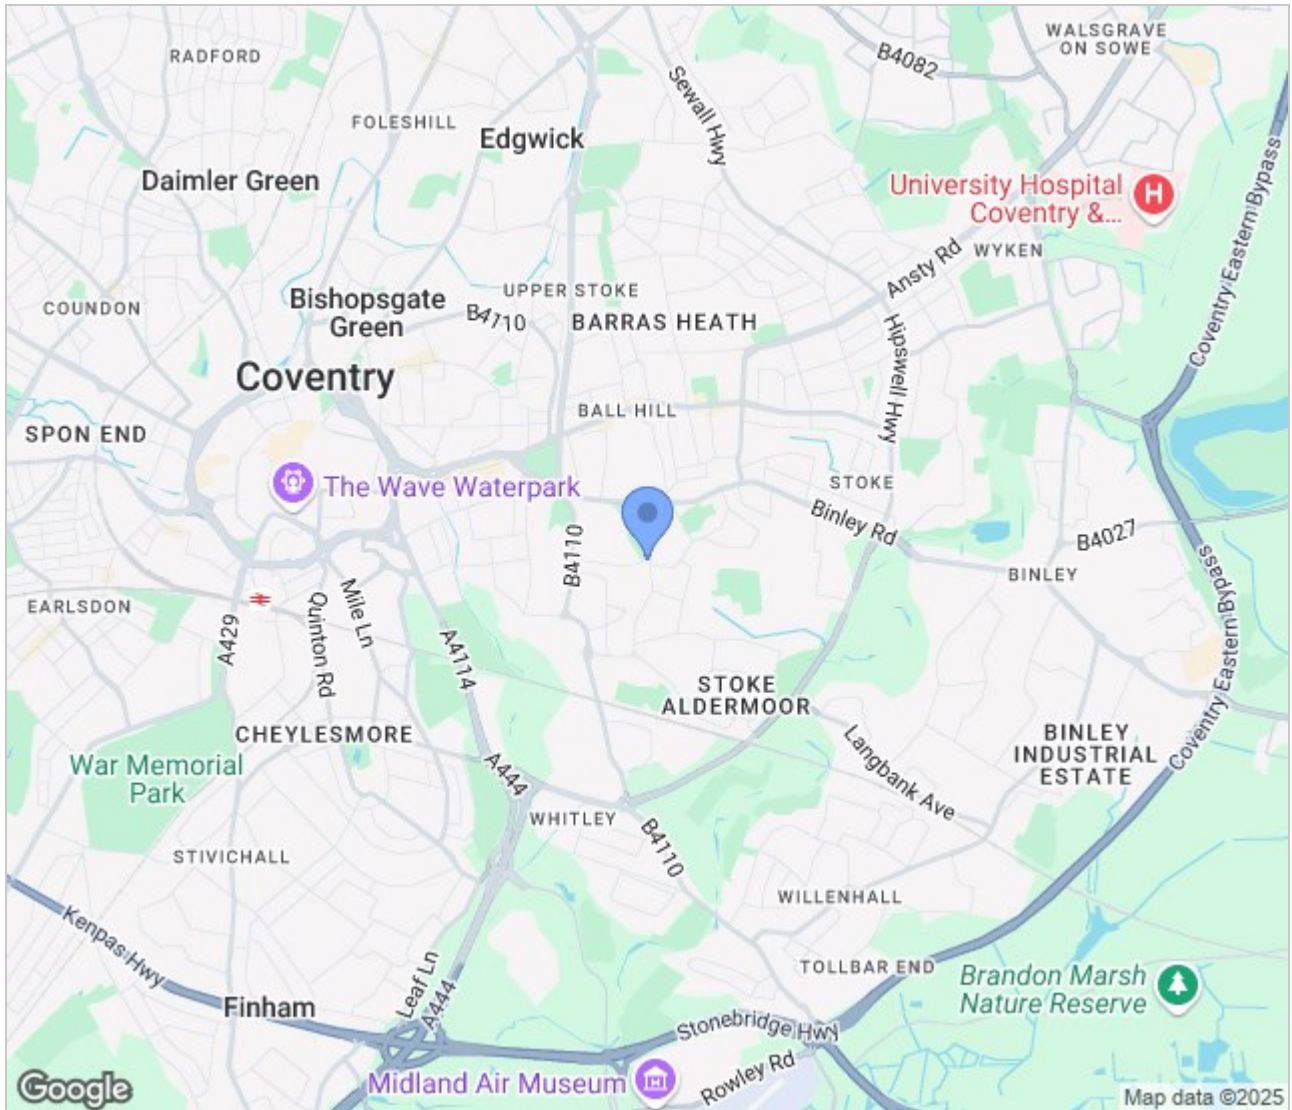 WALSGRAVE
ON SOWE
RADFORD
B4082
Sewall Hwy
FOLESHILL
Edgwick
Daimler Green
University Hospital
Coventry &...
H
Coventry Eastern Bypass
WYKEN
Ansty Rd
UPPER STOKE
Bishopsgate
Green
COUNDON
B4710
BARRAS HEATH
Hipswell Hwy
Coventry
BALL HILL
SPON END
The Wave Waterpark
STOKE
Binley Rd
B4027
B4110
BINLEY
EARLSDON
A429
Quinton Rd
Mile Ln
A4114
Coventry Eastern Bypass
STOKE
ALDERMOOR
CHEYLESMORE
BINLEY
INDUSTRIAL
ESTATE
War Memorial
Park
A444
Langbank Ave
WHITLEY
B4110
STIVICHALL
WILLENHALL
Kenpas Hwy
Leaf Ln
A444
TOLLBAR END
Brandon Marsh
Nature Reserve
Finham
Stonebridge Hwy
Midland Air Museum
Rowley Rd
Google
Map data ©2025